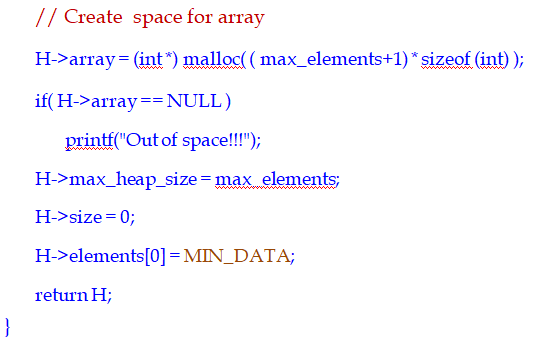 // Create space for array
H->array = (int *) malloc( ( max_elements+1) * sizeof (int) );
if( H->array == NULL )
printf("Out of space!!!");
H->max_heap_size = max_elements;
H->size = 0;
H->elements[0] = MIN_DATA;
return H;
}